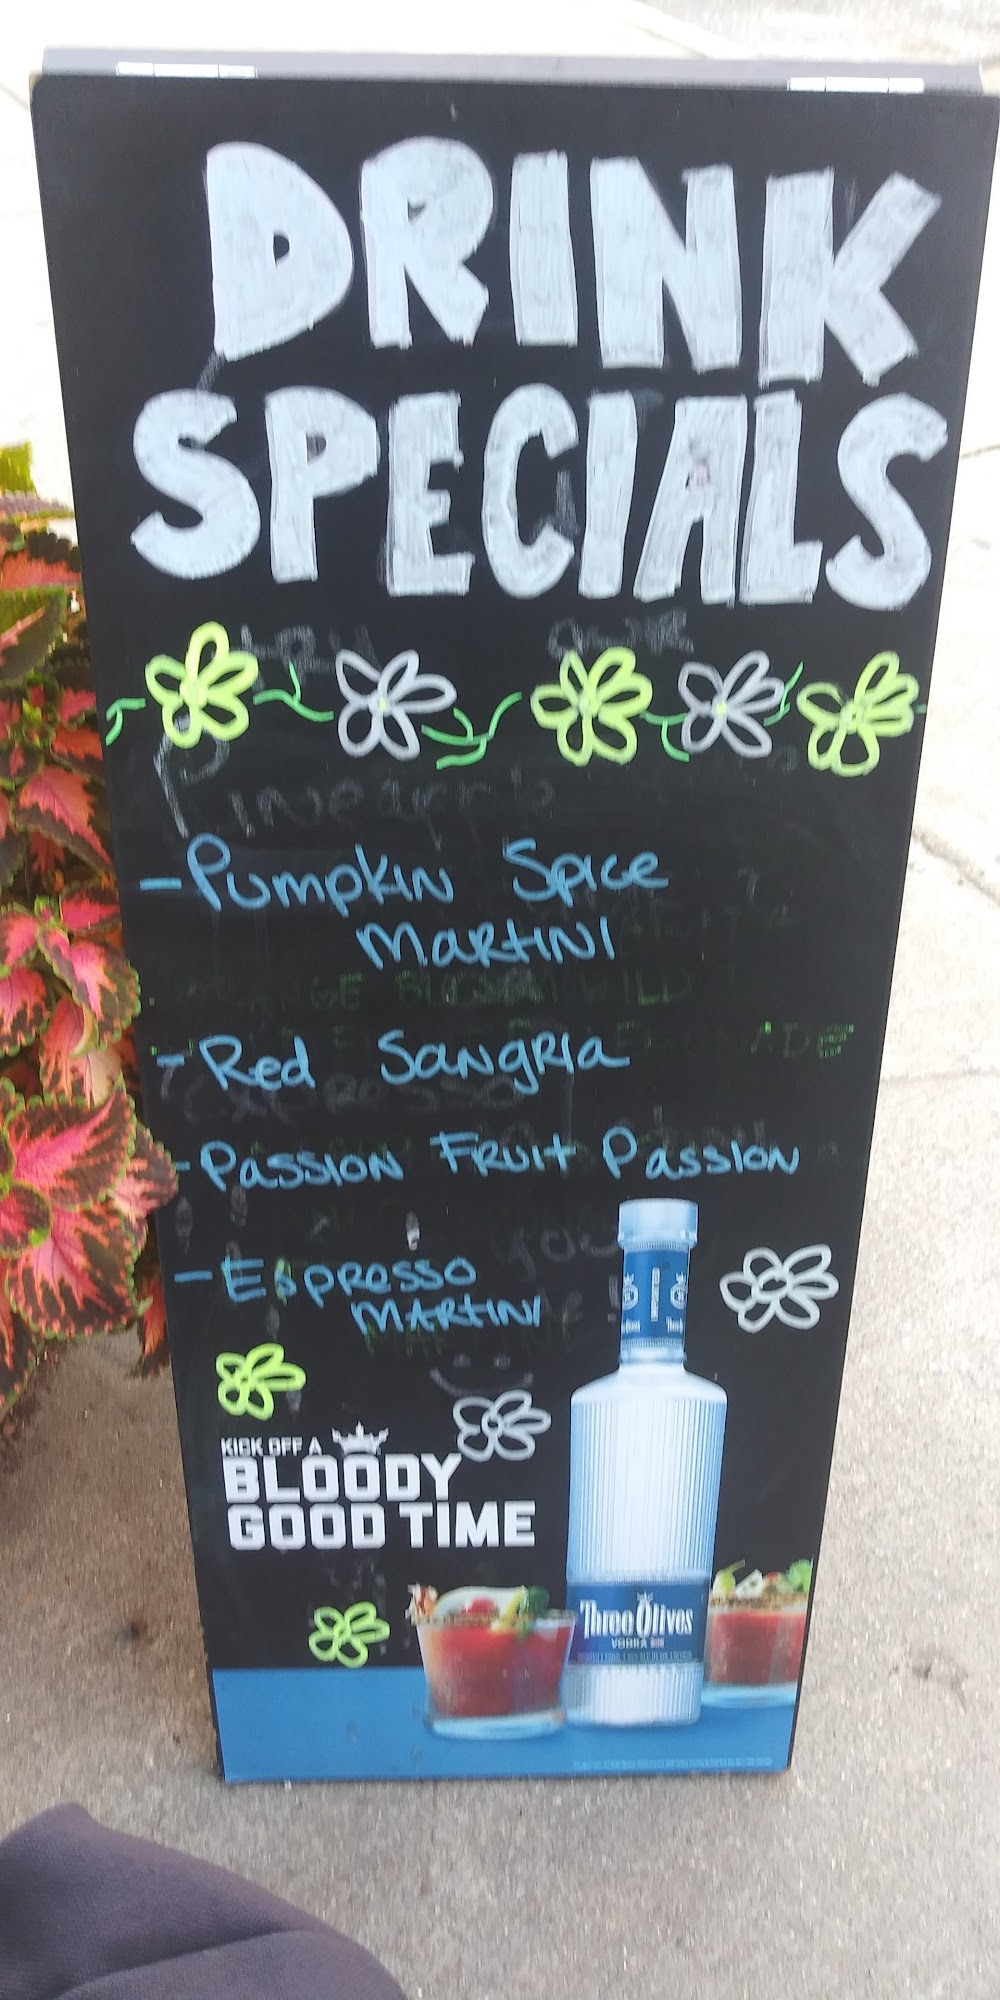 DRINK
SPECIALS
- Pumpkin Spice
Martini
- Red Sangria
- Passion Fruit Passion
- Espresso
Martini
KICK OFF A
BLOODY
GOOD TIME
Three Olives
VODKA